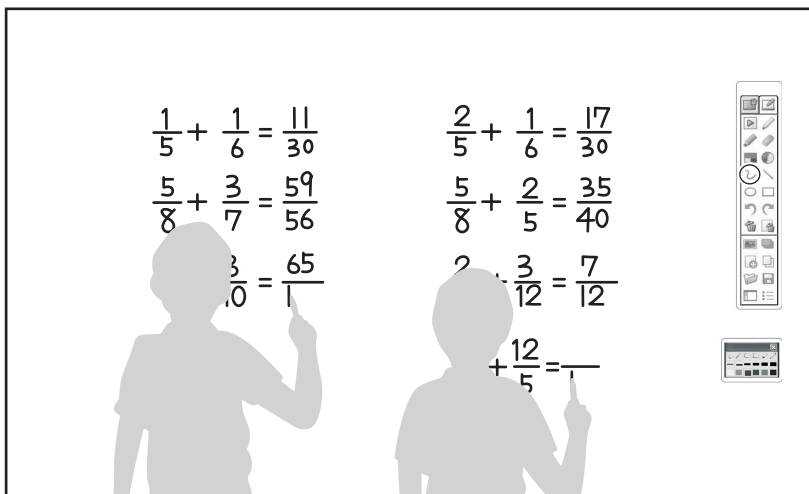 1/5 + 1/6 = 11/30
5/8 + 3/7 = 59/56
/10 = 65/1
2/5 + 1/6 = 17/30
5/8 + 2/5 = 35/40
2/ + 3/12 = 7/12
+ 12/5 =